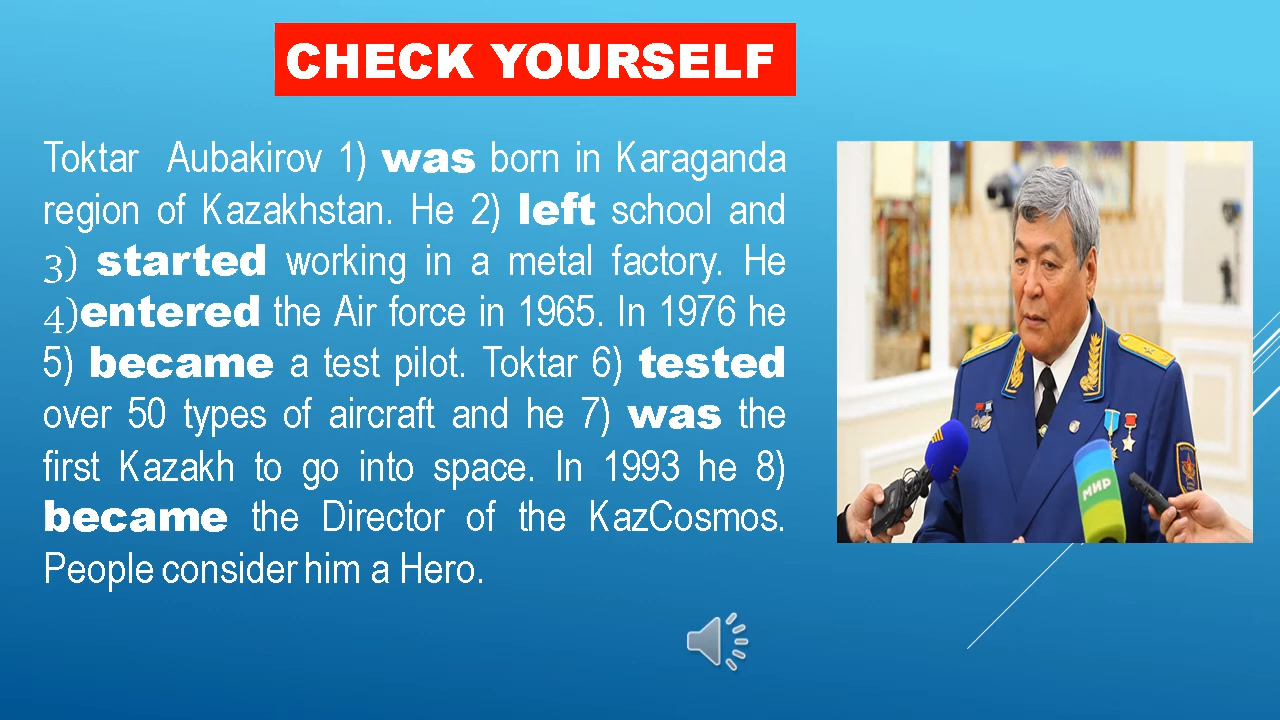 CHECK YOURSELF
Toktar Aubakirov 1) was born in Karaganda
region of Kazakhstan. He 2) left school and
3) started working in a metal factory. He
4)entered the Air force in 1965. In 1976 he
5) became a test pilot. Toktar 6) tested
over 50 types of aircraft and he 7) was the
first Kazakh to go into space. In 1993 he 8)
became the Director of the KazCosmos.
People consider him a Hero.
МИР